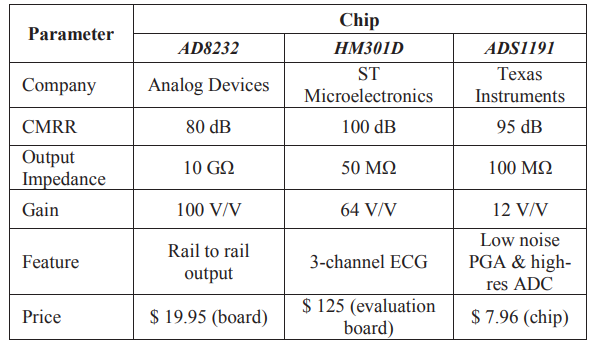 Parameter
Chip
AD8232
HM301D
ADS1191
Company
Analog Devices
ST
Microelectronics
Texas
Instruments
CMRR
80 dB
100 dB
95 dB
Output
Impedance
10 GΩ
50 MΩ
100 MΩ
Gain
100 V/V
64 V/V
12 V/V
Feature
Rail to rail
output
3-channel ECG
Low noise
PGA & high-
res ADC
Price
$ 19.95 (board)
$ 125 (evaluation
board)
$ 7.96 (chip)